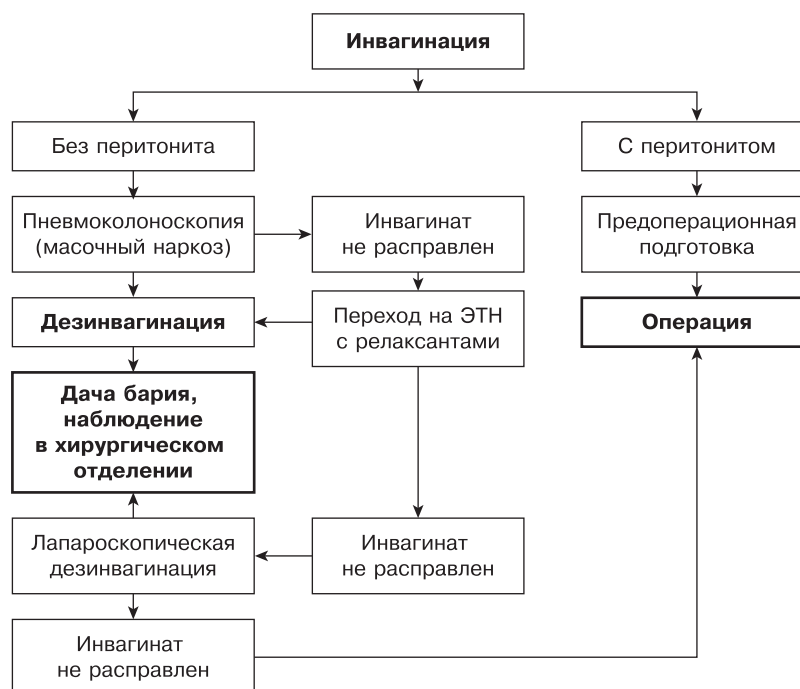 Инвагинация
Без перитонита
С перитонитом
Пневмоколоноскопия
(масочный наркоз)
Инвагинат
не расправлен
Предоперационная
подготовка
Дезинвагинация
Переход на ЭТН
с релаксантами
Операция
Дача бария,
наблюдение
в хирургическом
отделении
Лапароскопическая
дезинвагинация
Инвагинат
не расправлен
Инвагинат
не расправлен